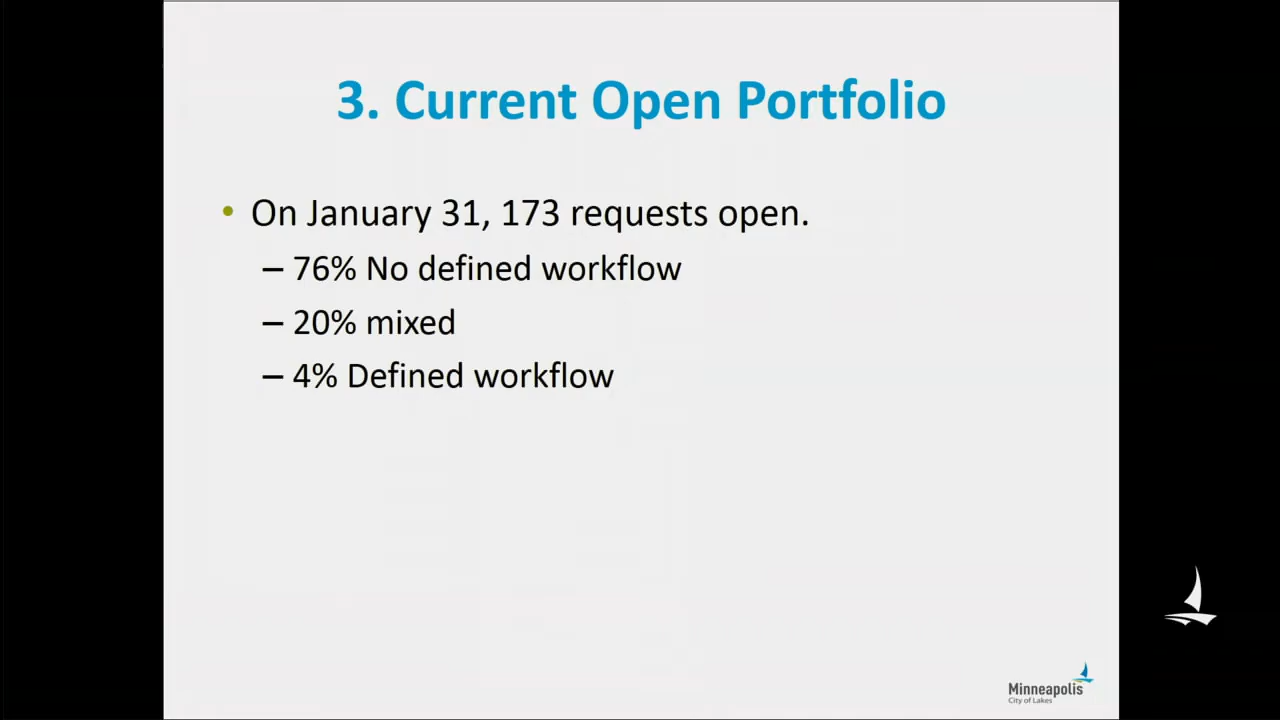 3. Current Open Portfolio
• On January 31, 173 requests open.
– 76% No defined workflow
– 20% mixed
– 4% Defined workflow
Minneapolis
City of Lakes